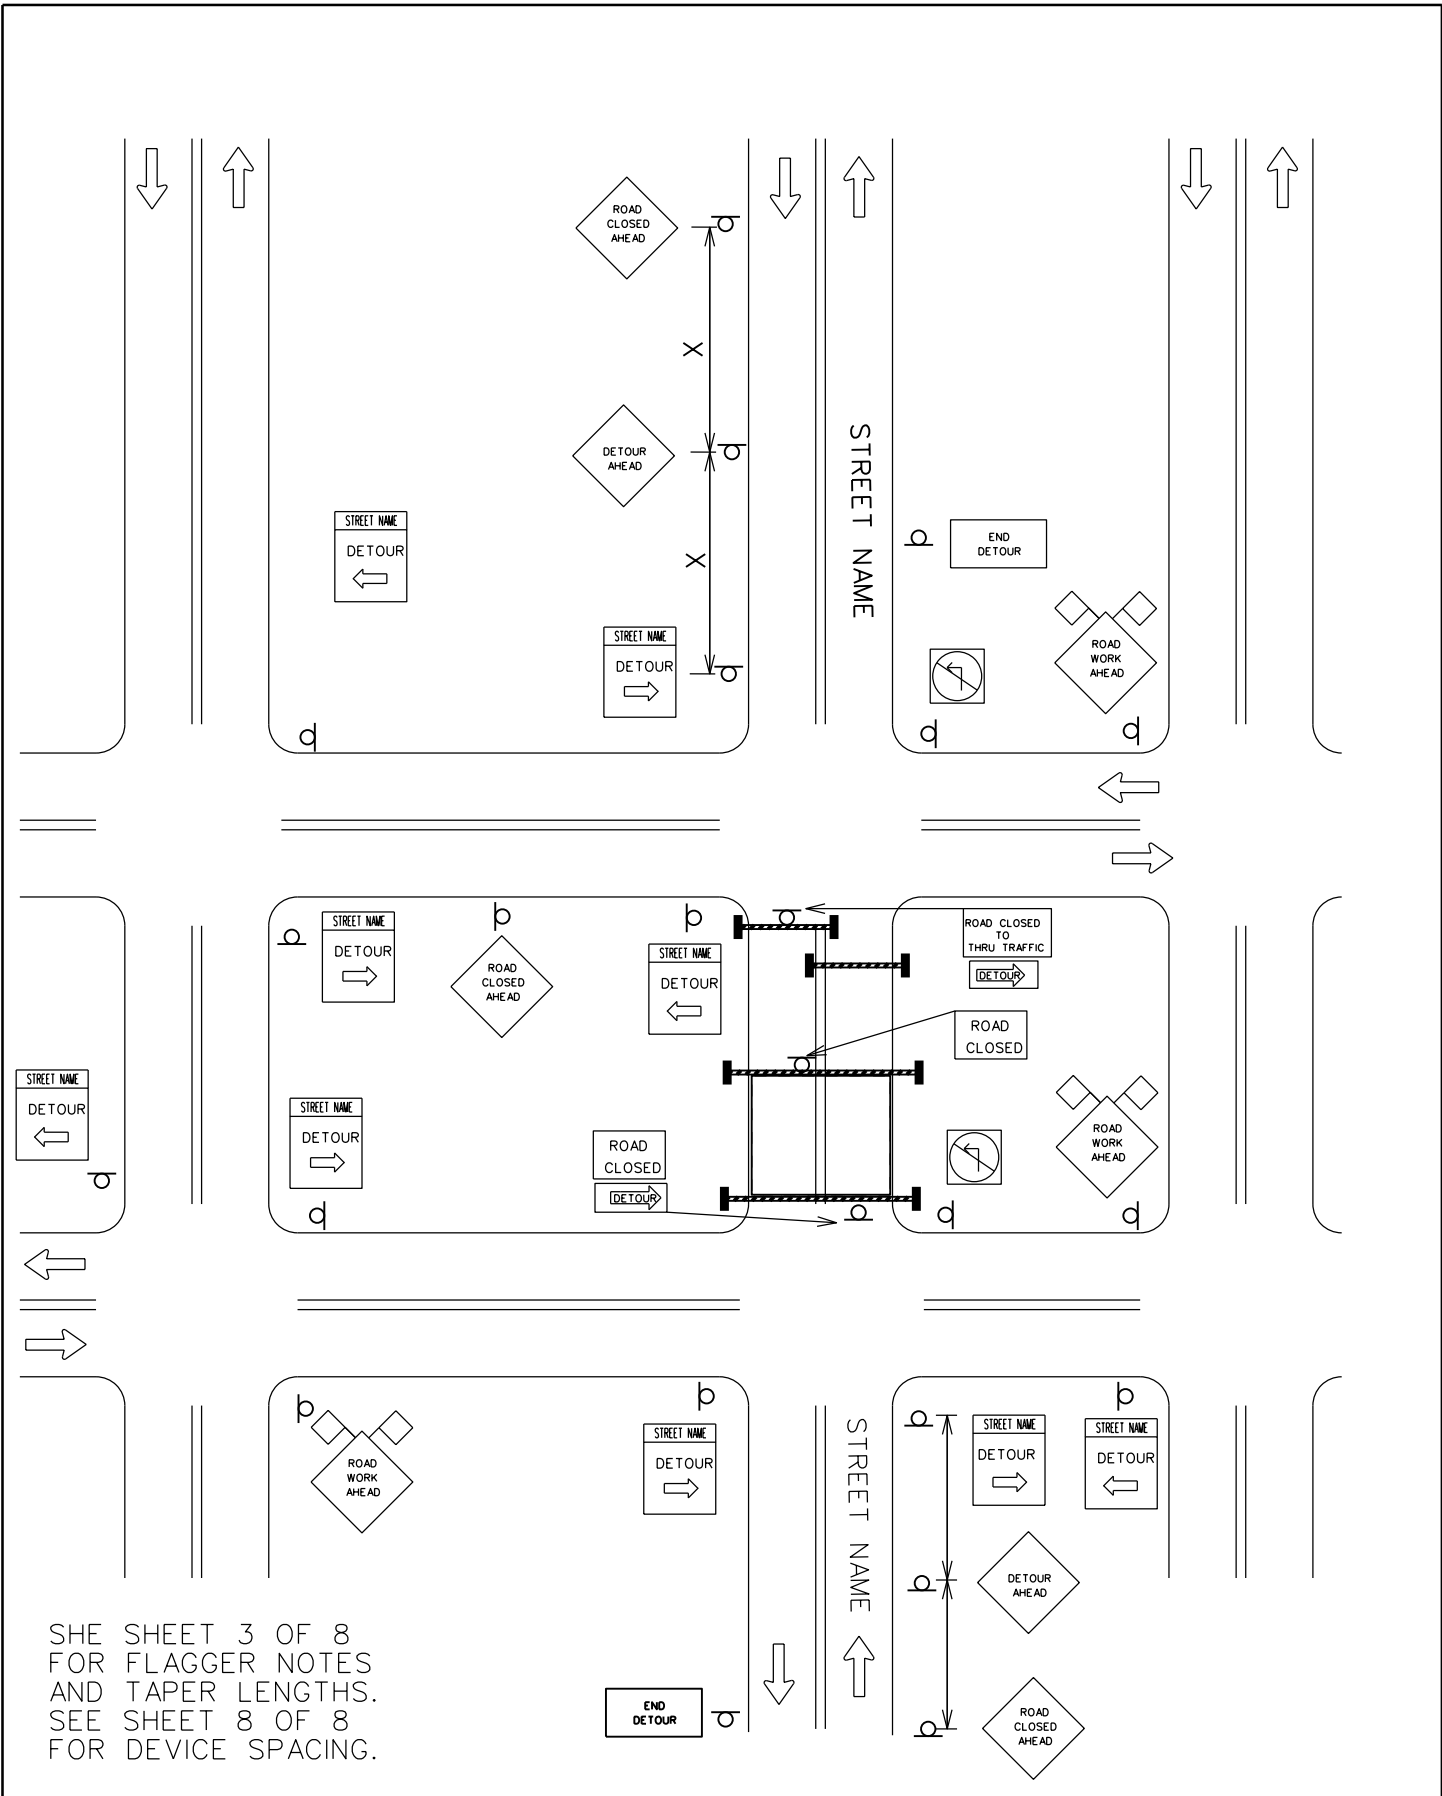 ROAD
CLOSED
AHEAD
X
DETOUR
AHEAD
STREET NAME
STREET NAME
DETOUR
X
END
DETOUR
STREET NAME
DETOUR
ROAD
WORK
AHEAD
STREET NAME
DETOUR
ROAD
CLOSED
AHEAD
STREET NAME
DETOUR
ROAD CLOSED
TO
THRU TRAFFIC
DETOUR
ROAD
CLOSED
STREET NAME
DETOUR
STREET NAME
DETOUR
ROAD
CLOSED
DETOUR
ROAD
WORK
AHEAD
ROAD
WORK
AHEAD
STREET NAME
DETOUR
STREET NAME
STREET NAME
DETOUR
STREET NAME
DETOUR
DETOUR
AHEAD
SHE SHEET 3 OF 8
FOR FLAGGER NOTES
AND TAPER LENGTHS.
SEE SHEET 8 OF 8
FOR DEVICE SPACING.
END
DETOUR
ROAD
CLOSED
AHEAD